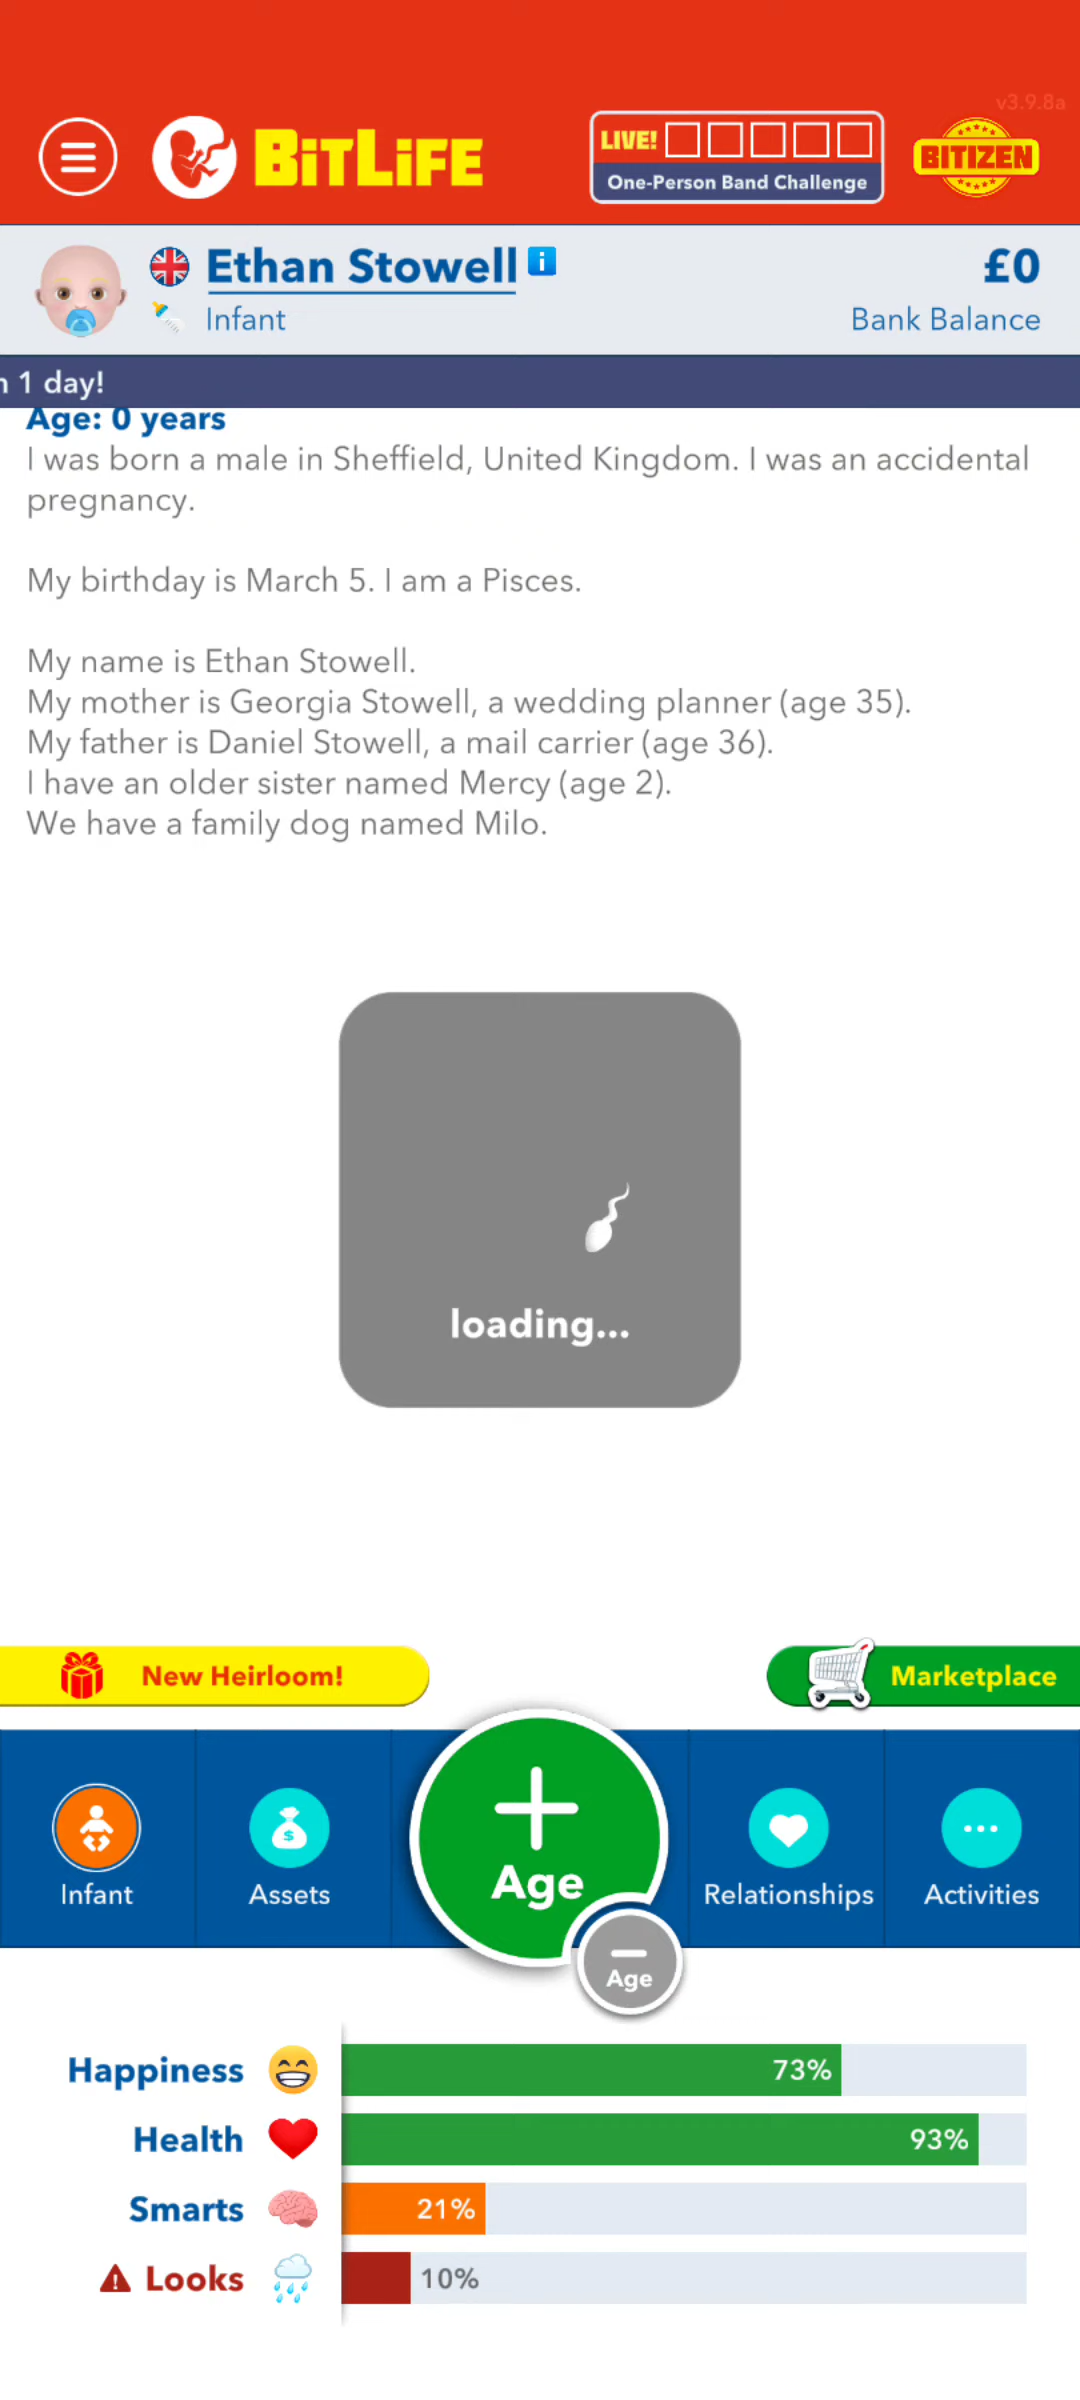 v3.9.8a
BITLIFE
LIVE!
One-Person Band Challenge
BITIZEN
Ethan Stowell
£0
Infant
Bank Balance
1 day!
Age: 0 years
I was born a male in Sheffield, United Kingdom. I was an accidental
pregnancy.
My birthday is March 5. I am a Pisces.
My name is Ethan Stowell.
My mother is Georgia Stowell, a wedding planner (age 35).
My father is Daniel Stowell, a mail carrier (age 36).
I have an older sister named Mercy (age 2).
We have a family dog named Milo.
loading...
New Heirloom!
Marketplace
Infant
Assets
Age
Relationships
Activities
Age
Happiness 73%
Health 93%
Smarts 21%
Looks 10%